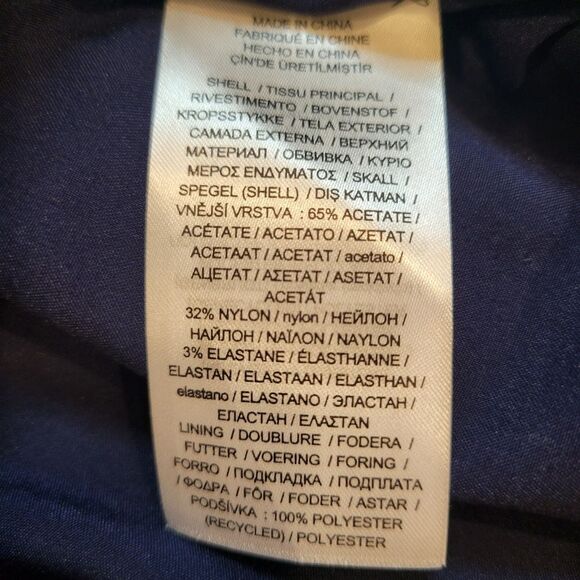 MADE IN CHINA
FABRIQUÉ EN CHINE
HECHO EN CHINA
ÇİN'DE ÜRETİLMİŞTİR
SHELL / TISSU PRINCIPAL /
RIVESTIMENTO / BOVENSTOF /
KROPSSTYKKE / TELA EXTERIOR /
CAMADA EXTERNA / ВЕРХНИЙ
МАТЕРИАЛ / ОБВИВКА / ΚΥΡΙΟ
ΜΕΡΟΣ ΕΝΔΥΜΑΤΟΣ / SKALL /
SPEGEL (SHELL) / DIŞ KATMAN /
VNĚJŠÍ VRSTVA : 65% ACETATE /
ACÉTATE / ACETATO / AZETAT /
ACETAAT / ACETAT / acetato /
АЦЕТАТ / ΑΣΕΤΑΤ / ASETAT /
ACETÁT
32% NYLON / nylon / НЕЙЛОН /
НАЙЛОН / ΝΑΪΛΟΝ / NAYLON
3% ELASTANE / ÉLASTHANNE /
ELASTAN / ELASTAAN / ELASTHAN /
elastano / ELASTANO / ЭЛАСТАН /
ЕЛАСТАН / ΕΛΑΣΤΑΝ
LINING / DOUBLURE / FODERA /
FUTTER / VOERING / FORING /
FORRO / ПОДКЛАДКА / ПОДПЛАТА
/ ΦΟΔΡΑ / FÔR / FODER / ASTAR /
PODŠÍVKA : 100% POLYESTER
(RECYCLED) / POLYESTER